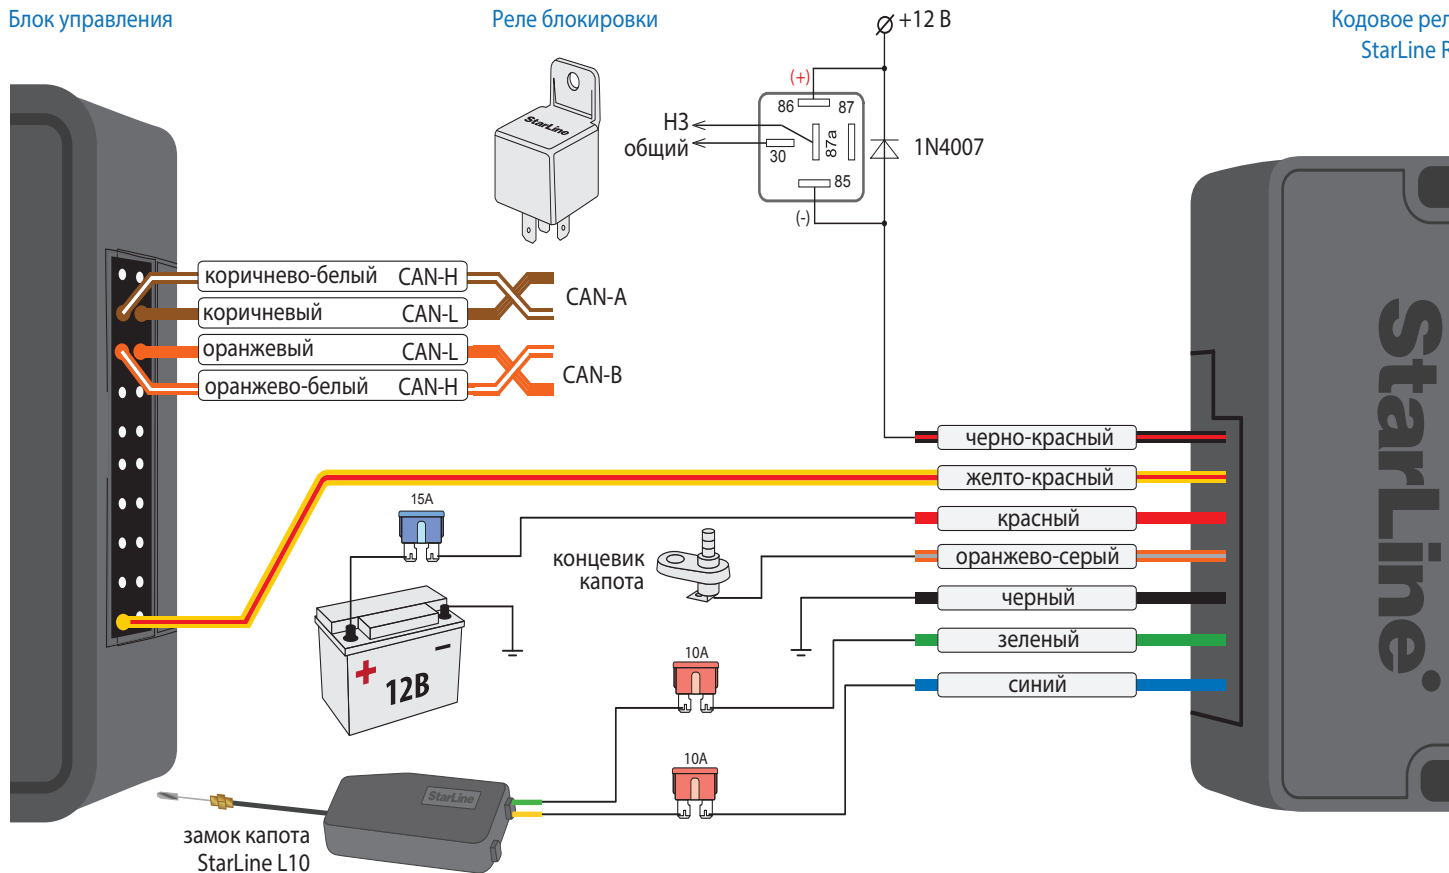 Блок управления
Реле блокировки
+12 В
Кодовое рел
StarLine R
(+)
86
87
НЗ
общий
30
87a
1N4007
85
(-)
StarLine
коричнево-белый CAN-H
коричневый CAN-L
CAN-A
оранжевый CAN-L
оранжево-белый CAN-H
CAN-B
черно-красный
желто-красный
красный
оранжево-серый
черный
зеленый
синий
15A
концевик
капота
10A
+
−
12В
10A
StarLine
замок капота
StarLine L10
StarLine